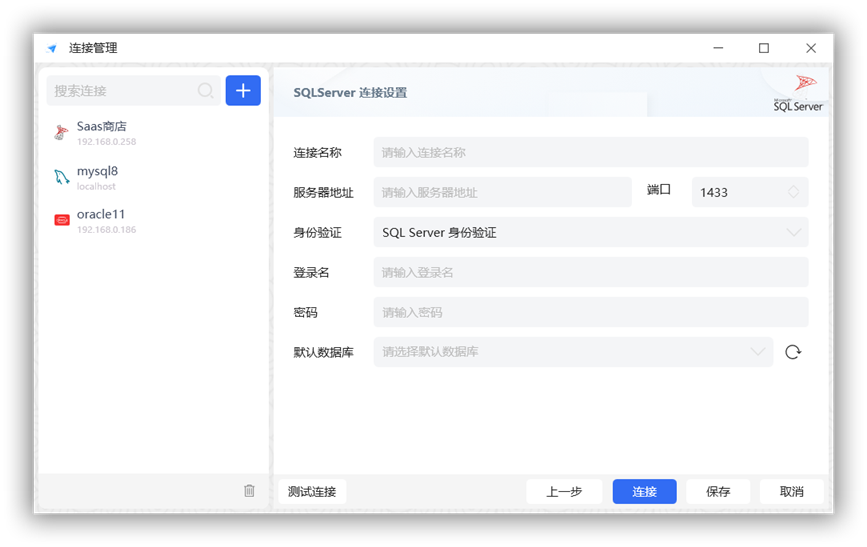 连接管理
搜索连接
Saas商店
192.168.0.258
mysql8
localhost
oracle11
192.168.0.186
SQLServer 连接设置
Microsoft
SQL Server
连接名称 请输入连接名称
服务器地址 请输入服务器地址 端口 1433
身份验证 SQL Server 身份验证
登录名 请输入登录名
密码 请输入密码
默认数据库 请选择默认数据库
测试连接 上一步 连接 保存 取消